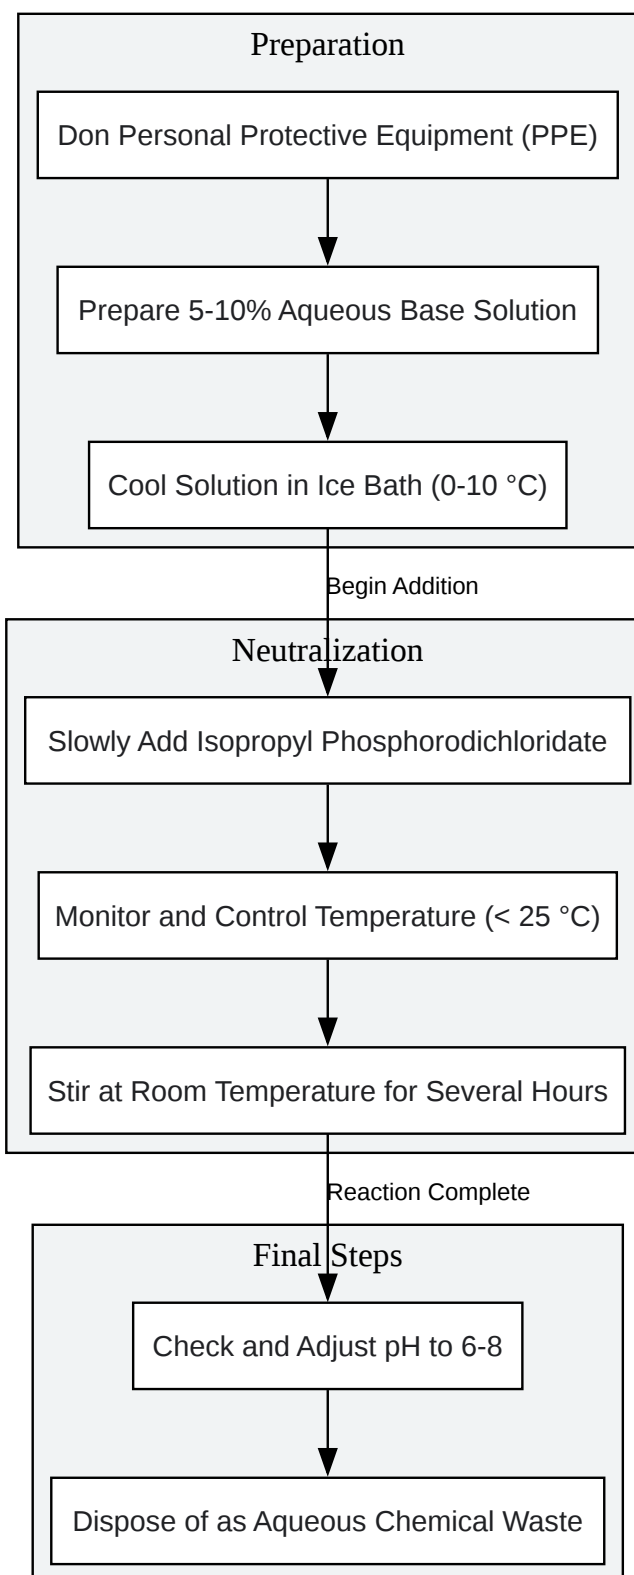 Preparation
Don Personal Protective Equipment (PPE)
Prepare 5-10% Aqueous Base Solution
Cool Solution in Ice Bath (0-10 °C)
Begin Addition
Neutralization
Slowly Add Isopropyl Phosphorodichloridate
Monitor and Control Temperature (< 25 °C)
Stir at Room Temperature for Several Hours
Reaction Complete
Final Steps
Check and Adjust pH to 6-8
Dispose of as Aqueous Chemical Waste